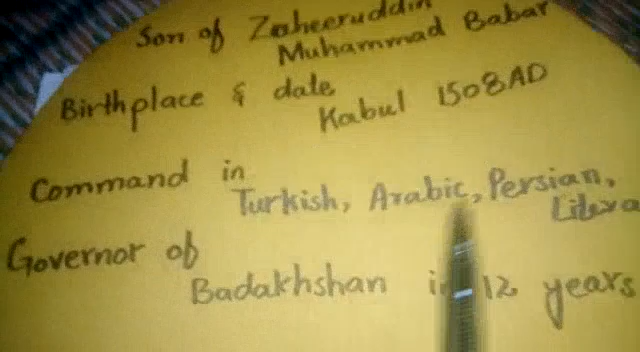 Son of Zaheeruddin
Muhammad Babar
Birthplace & date
Kabul 1508AD
Command in
Turkish, Arabic, Persian,
Governor of
Badakhshan in 12 years